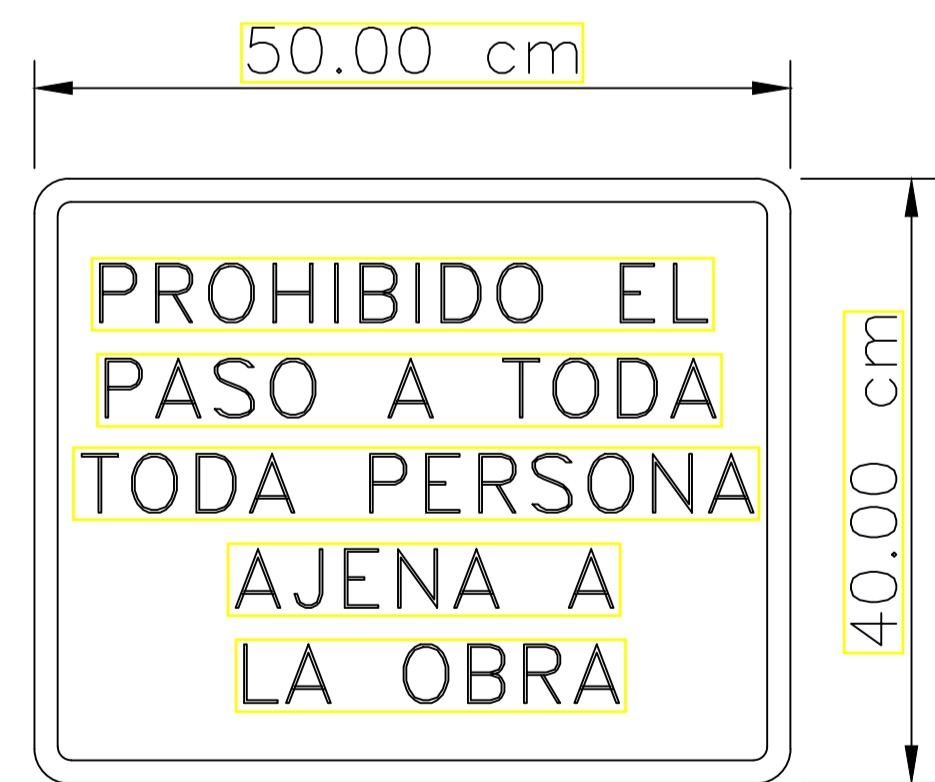 50.00 cm
PROHIBIDO EL
PASO A TODA
TODA PERSONA
AJENA A
LA OBRA
40.00 cm